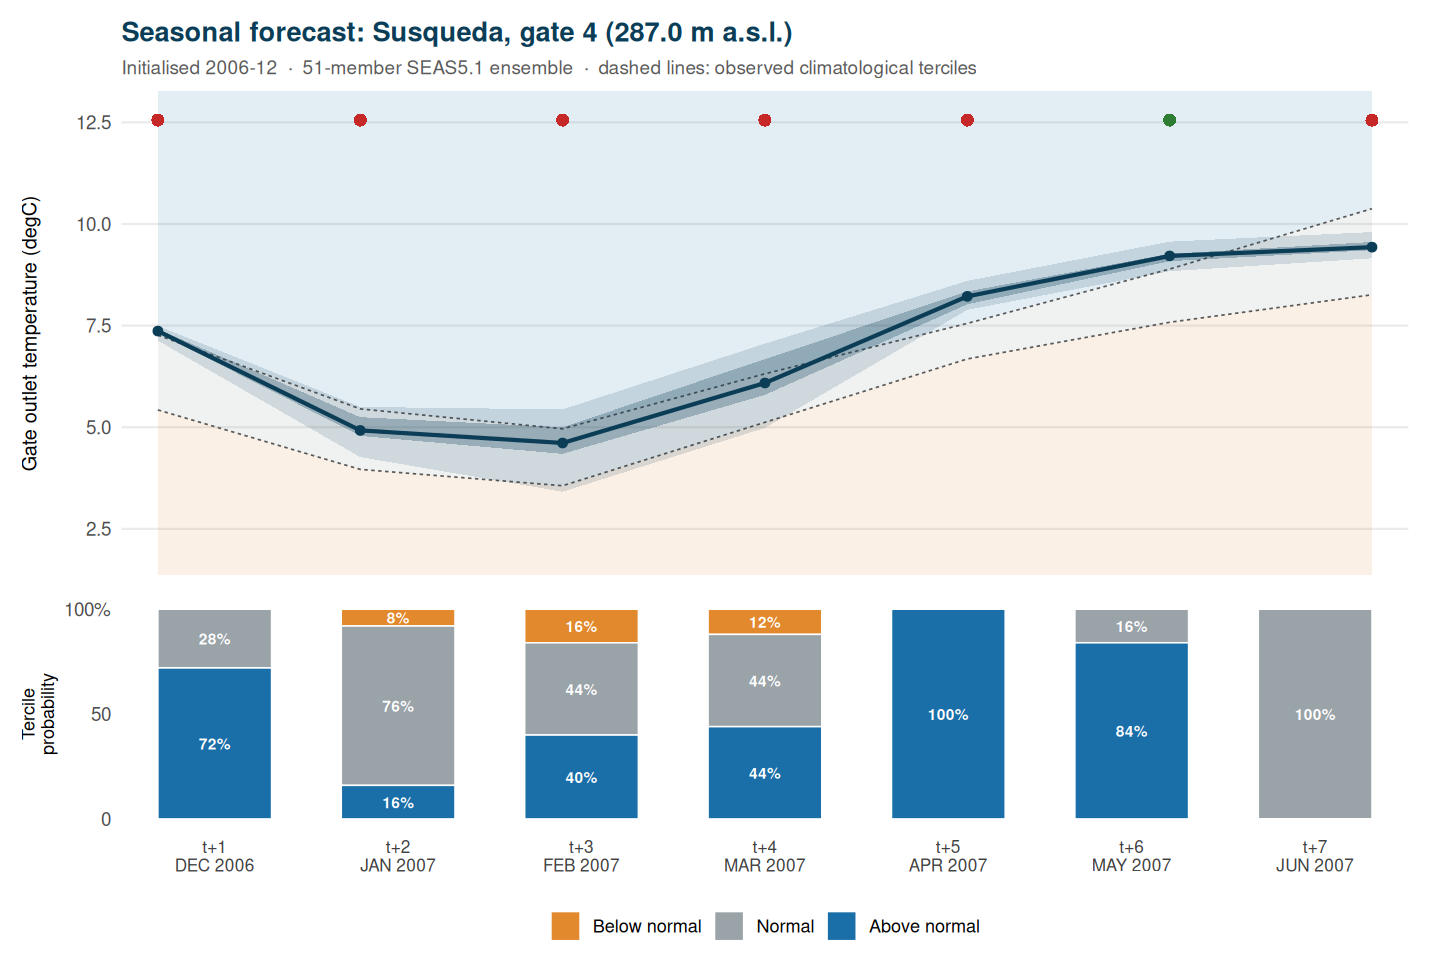 Seasonal forecast: Susqueda, gate 4 (287.0 m a.s.l.)
Initialised 2006-12 · 51-member SEAS5.1 ensemble · dashed lines: observed climatological terciles
Gate outlet temperature (degC)
12.5
10.0
7.5
5.0
2.5
Tercile
probability
100%
50
0
28%
72%
8%
76%
16%
16%
44%
40%
12%
44%
44%
100%
16%
84%
100%
t+1
DEC 2006
t+2
JAN 2007
t+3
FEB 2007
t+4
MAR 2007
t+5
APR 2007
t+6
MAY 2007
t+7
JUN 2007
Below normal
Normal
Above normal